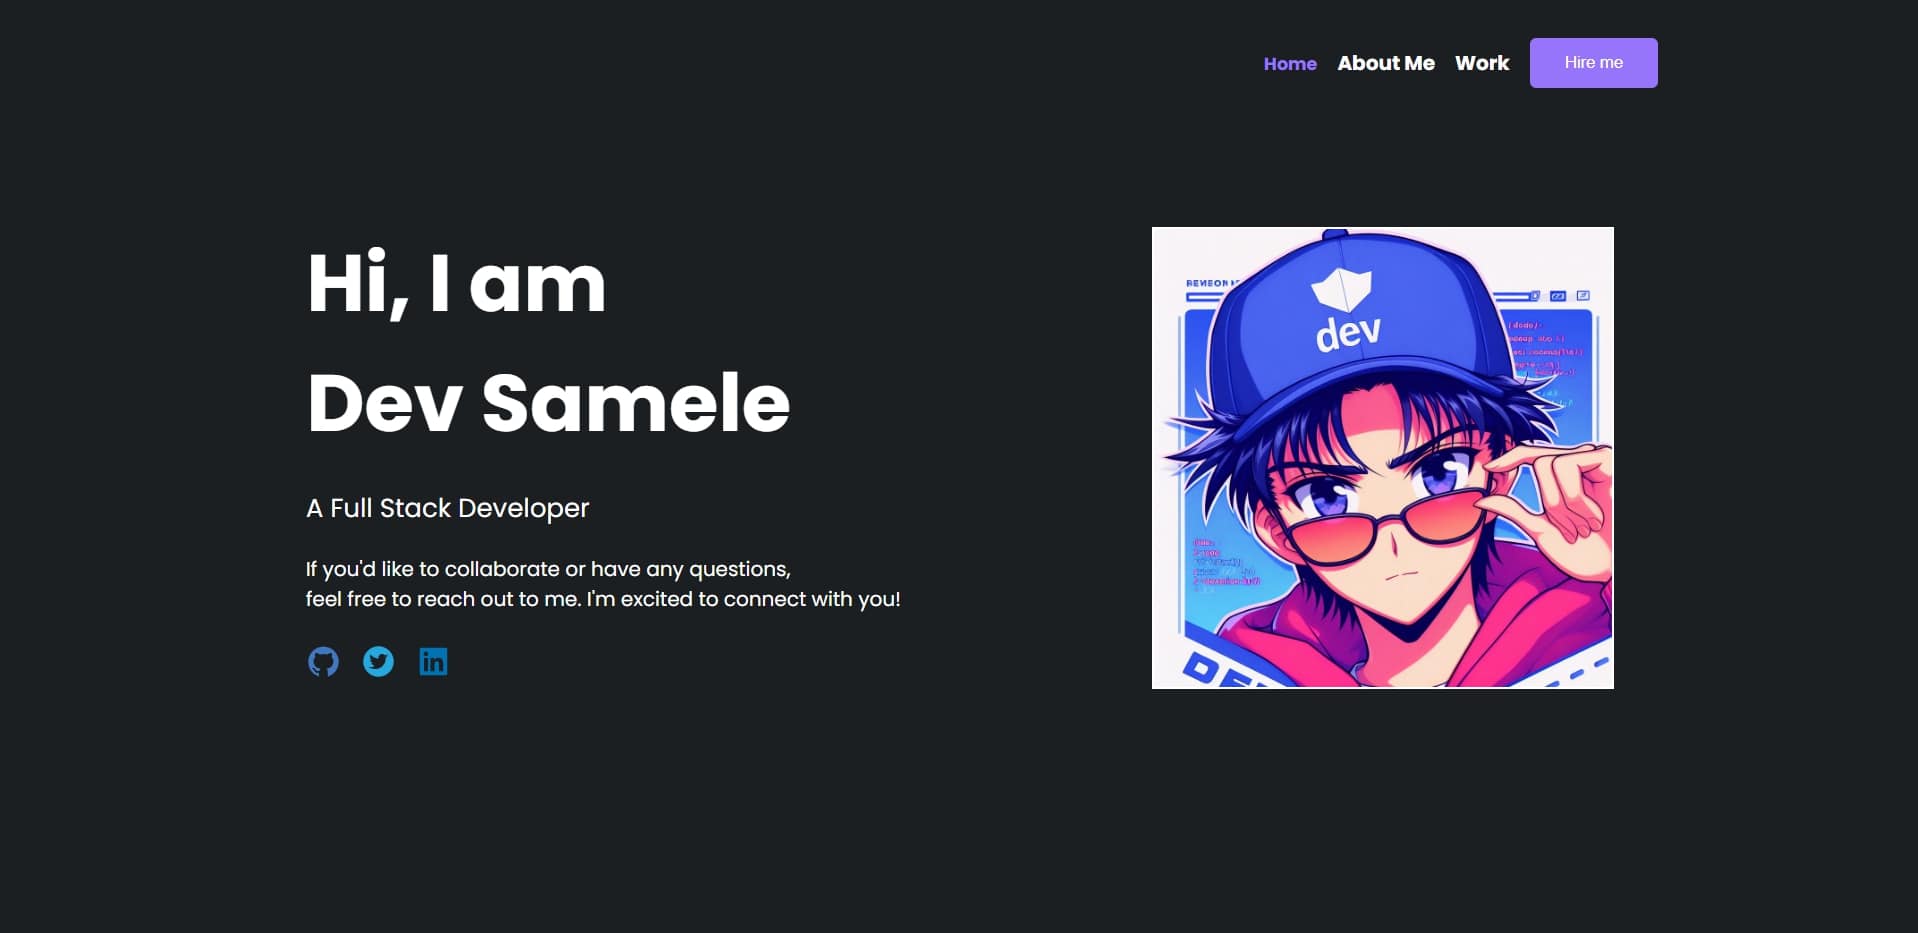 Home About Me Work Hire me
Hi, I am
Dev Samele
A Full Stack Developer
If you'd like to collaborate or have any questions,
feel free to reach out to me. I'm excited to connect with you!
in
dev